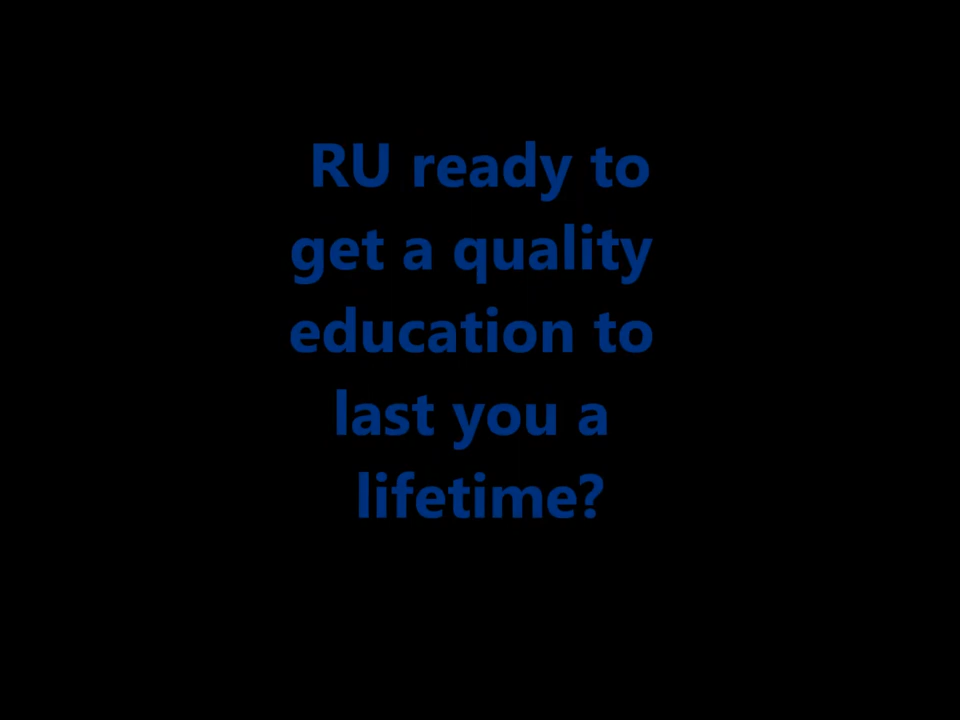 RU ready to
get a quality
education to
last you a
lifetime?